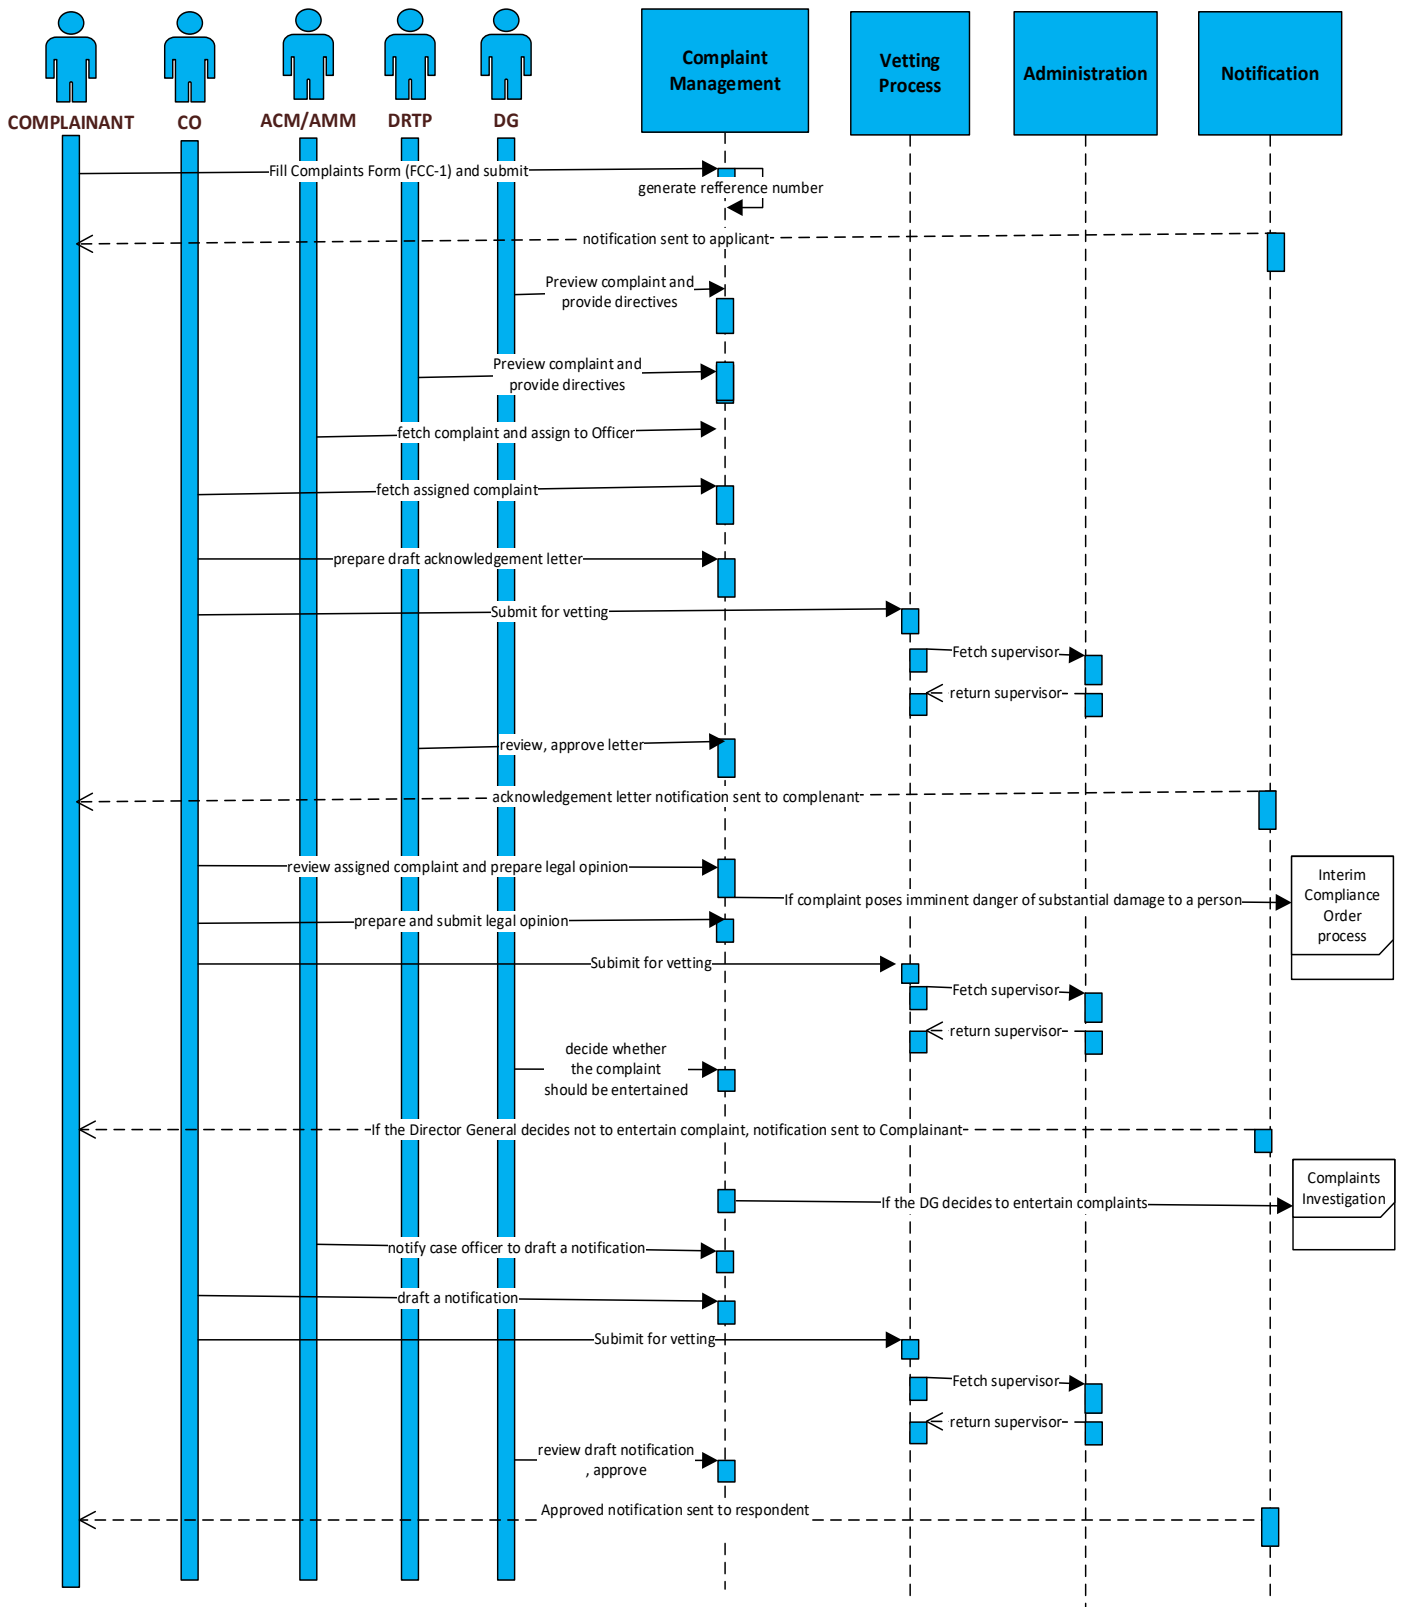 Complaint
Management
Vetting
Process
Administration
Notification
COMPLAINANT
CO
ACM/AMM
DRTP
DG
Fill Complaints Form (FCC-1) and submit
generate refference number
notification sent to applicant
Preview complaint and
provide directives
Preview complaint and
provide directives
fetch complaint and assign to Officer
fetch assigned complaint
prepare draft acknowledgement letter
Submit for vetting
Fetch supervisor
return supervisor
review, approve letter
acknowledgement letter notification sent to complenant
review assigned complaint and prepare legal opinion
If complaint poses imminent danger of substantial damage to a person
Interim
Compliance
Order
process
prepare and submit legal opinion
Subimit for vetting
Fetch supervisor
return supervisor
decide whether
the complaint
should be entertained
If the Director General decides not to entertain complaint, notification sent to Complainant
Complaints
Investigation
If the DG decides to entertain complaints
notify case officer to draft a notification
draft a notification
Subimit for vetting
Fetch supervisor
return supervisor
review draft notification
, approve
Approved notification sent to respondent